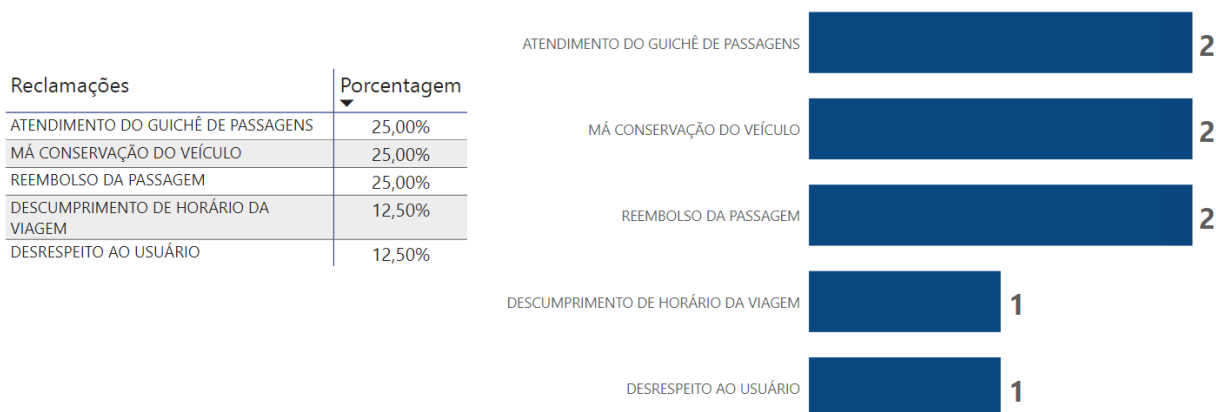 Reclamações Porcentagem
ATENDIMENTO DO GUICHÊ DE PASSAGENS 25,00%
MÁ CONSERVAÇÃO DO VEÍCULO 25,00%
REEMBOLSO DA PASSAGEM 25,00%
DESCUMPRIMENTO DE HORÁRIO DA 12,50%
VIAGEM
DESRESPEITO AO USUÁRIO 12,50%
ATENDIMENTO DO GUICHÊ DE PASSAGENS 2
MÁ CONSERVAÇÃO DO VEÍCULO 2
REEMBOLSO DA PASSAGEM 2
DESCUMPRIMENTO DE HORÁRIO DA VIAGEM 1
DESRESPEITO AO USUÁRIO 1